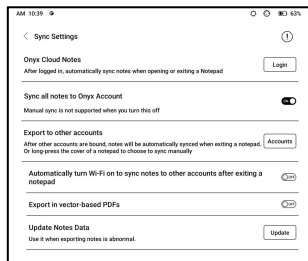 AM 10:39
63%
Sync Settings
Onyx Cloud Notes
After logged in, automatically sync notes when opening or exiting a Notepad
Login
Sync all notes to Onyx Account
ON
Manual sync is not supported when you turn this off
Export to other accounts
After other accounts are bound, notes will be automatically synced when exiting a notepad.
Or long-press the cover of a notepad to choose to sync manually
Accounts
Automatically turn Wi-Fi on to sync notes to other accounts after exiting a
notepad
OFF
Export in vector-based PDFs
OFF
Update Notes Data
Use it when exporting notes is abnormal.
Update